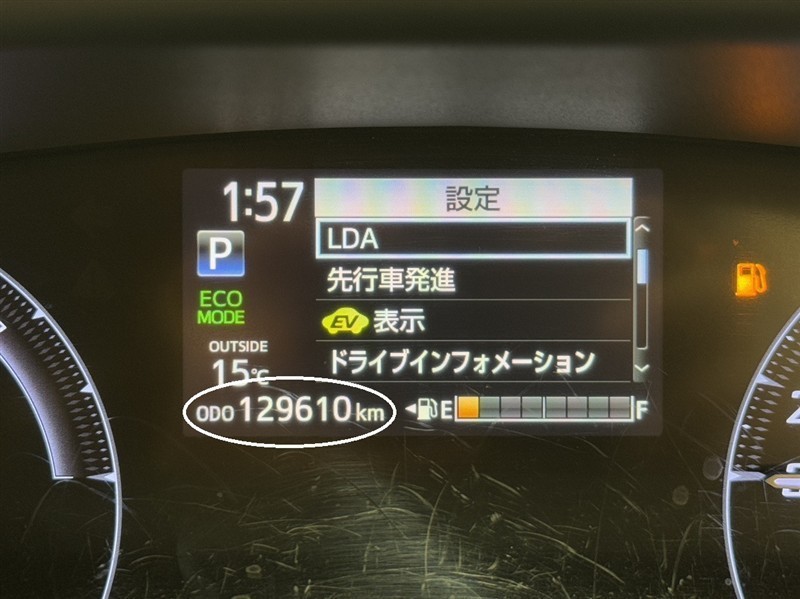 1:57
設定
P
LDA
先行車発進
ECO
MODE
EV 表示
OUTSIDE
15℃
ドライブインフォメーション
ODO 129610 km
E F